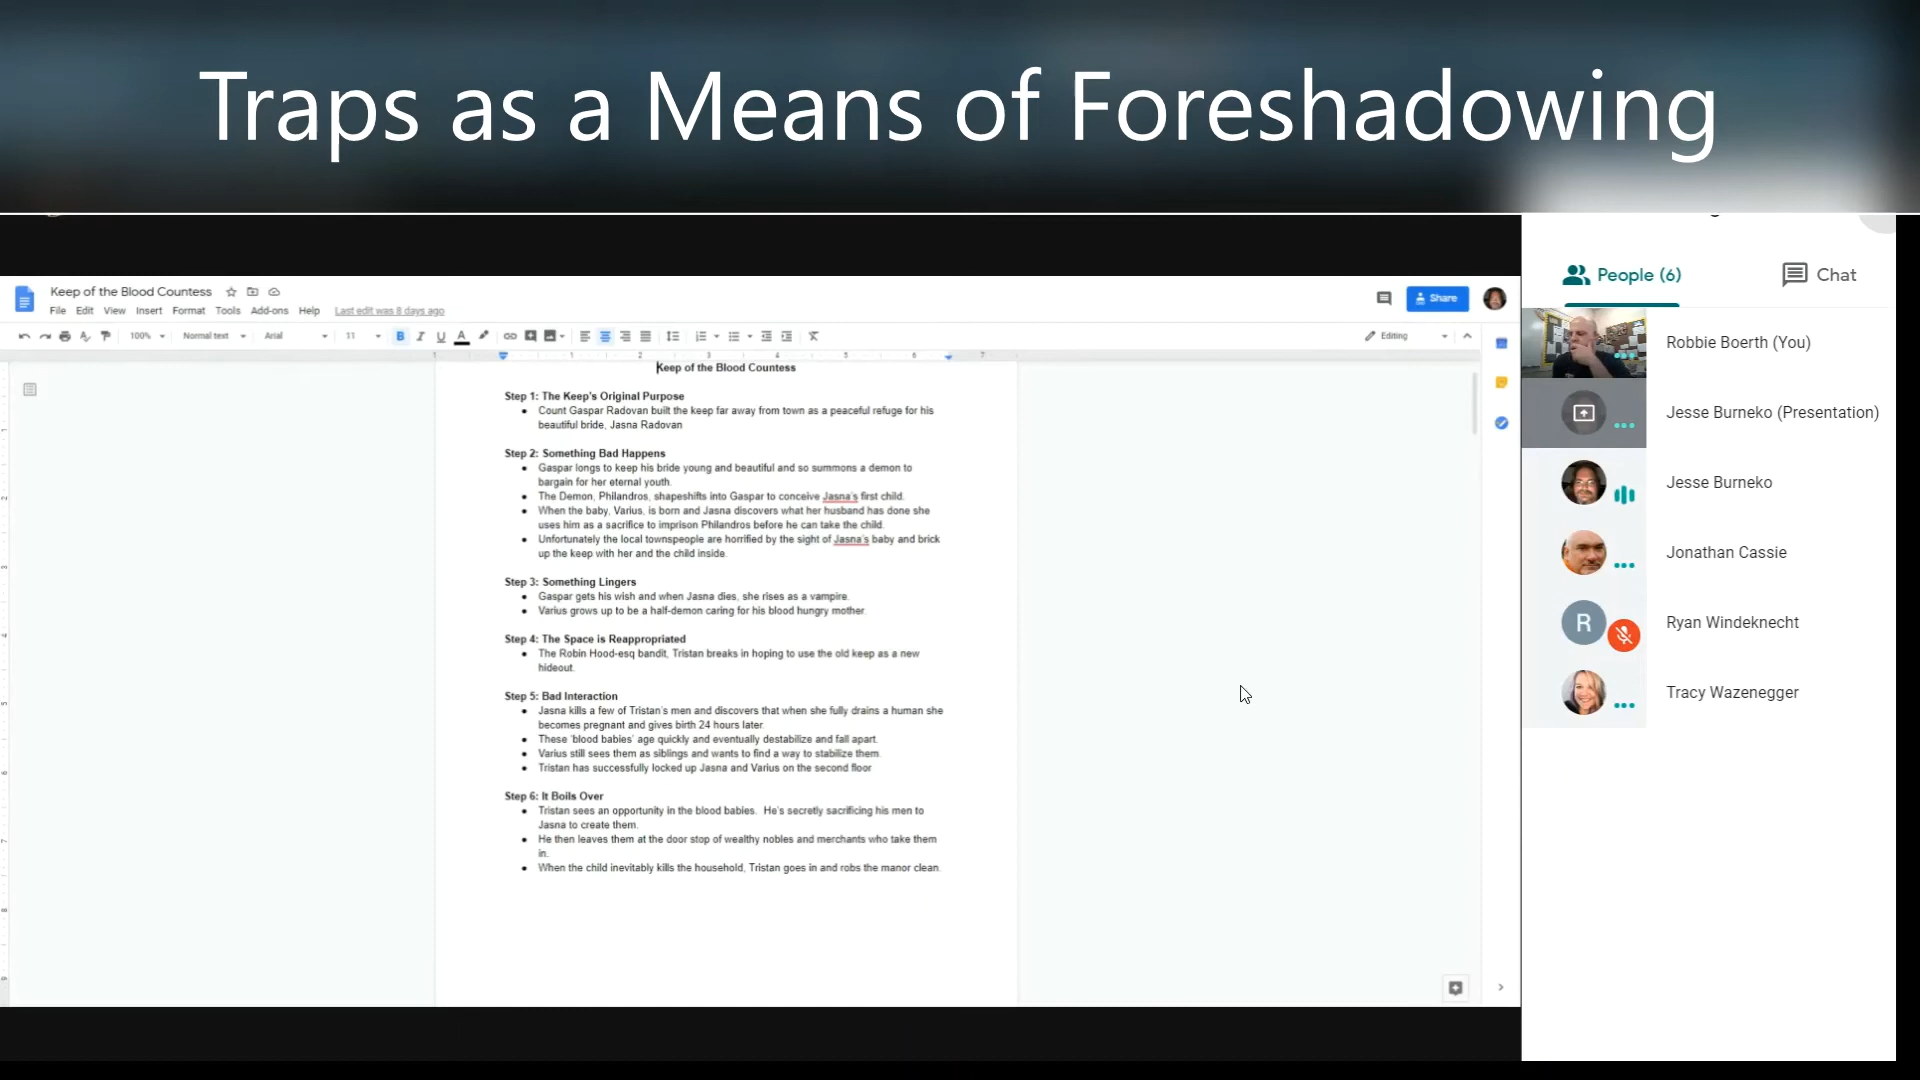 Traps as a Means of Foreshadowing
People (6)
Chat
Keep of the Blood Countess
File Edit View Insert Format Tools Add-ons Help Last edit was 8 days ago
Share
100% Normal text Arial 11 B I U A
Editing
1 1 2 3 4 5 6 7
Keep of the Blood Countess
Step 1: The Keep's Original Purpose
● Count Gaspar Radovan built the keep far away from town as a peaceful refuge for his
beautiful bride, Jasna Radovan
Step 2: Something Bad Happens
● Gaspar longs to keep his bride young and beautiful and so summons a demon to
bargain for her eternal youth.
● The Demon, Philandros, shapeshifts into Gaspar to conceive Jasna's first child.
● When the baby, Varius, is born and Jasna discovers what her husband has done she
uses him as a sacrifice to imprison Philandros before he can take the child.
● Unfortunately the local townspeople are horrified by the sight of Jasna's baby and brick
up the keep with her and the child inside.
Step 3: Something Lingers
● Gaspar gets his wish and when Jasna dies, she rises as a vampire.
● Varius grows up to be a half-demon caring for his blood hungry mother.
Step 4: The Space is Reappropriated
● The Robin Hood-esq bandit, Tristan breaks in hoping to use the old keep as a new
hideout.
Step 5: Bad Interaction
● Jasna kills a few of Tristan's men and discovers that when she fully drains a human she
becomes pregnant and gives birth 24 hours later.
● These 'blood babies' age quickly and eventually destabilize and fall apart.
● Varius still sees them as siblings and wants to find a way to stabilize them.
● Tristan has successfully locked up Jasna and Varius on the second floor
Step 6: It Boils Over
● Tristan sees an opportunity in the blood babies. He's secretly sacrificing his men to
Jasna to create them.
● He then leaves them at the door stop of wealthy nobles and merchants who take them
in.
● When the child inevitably kills the household, Tristan goes in and robs the manor clean.
Robbie Boerth (You)
Jesse Burneko (Presentation)
Jesse Burneko
Jonathan Cassie
R
Ryan Windeknecht
Tracy Wazenegger